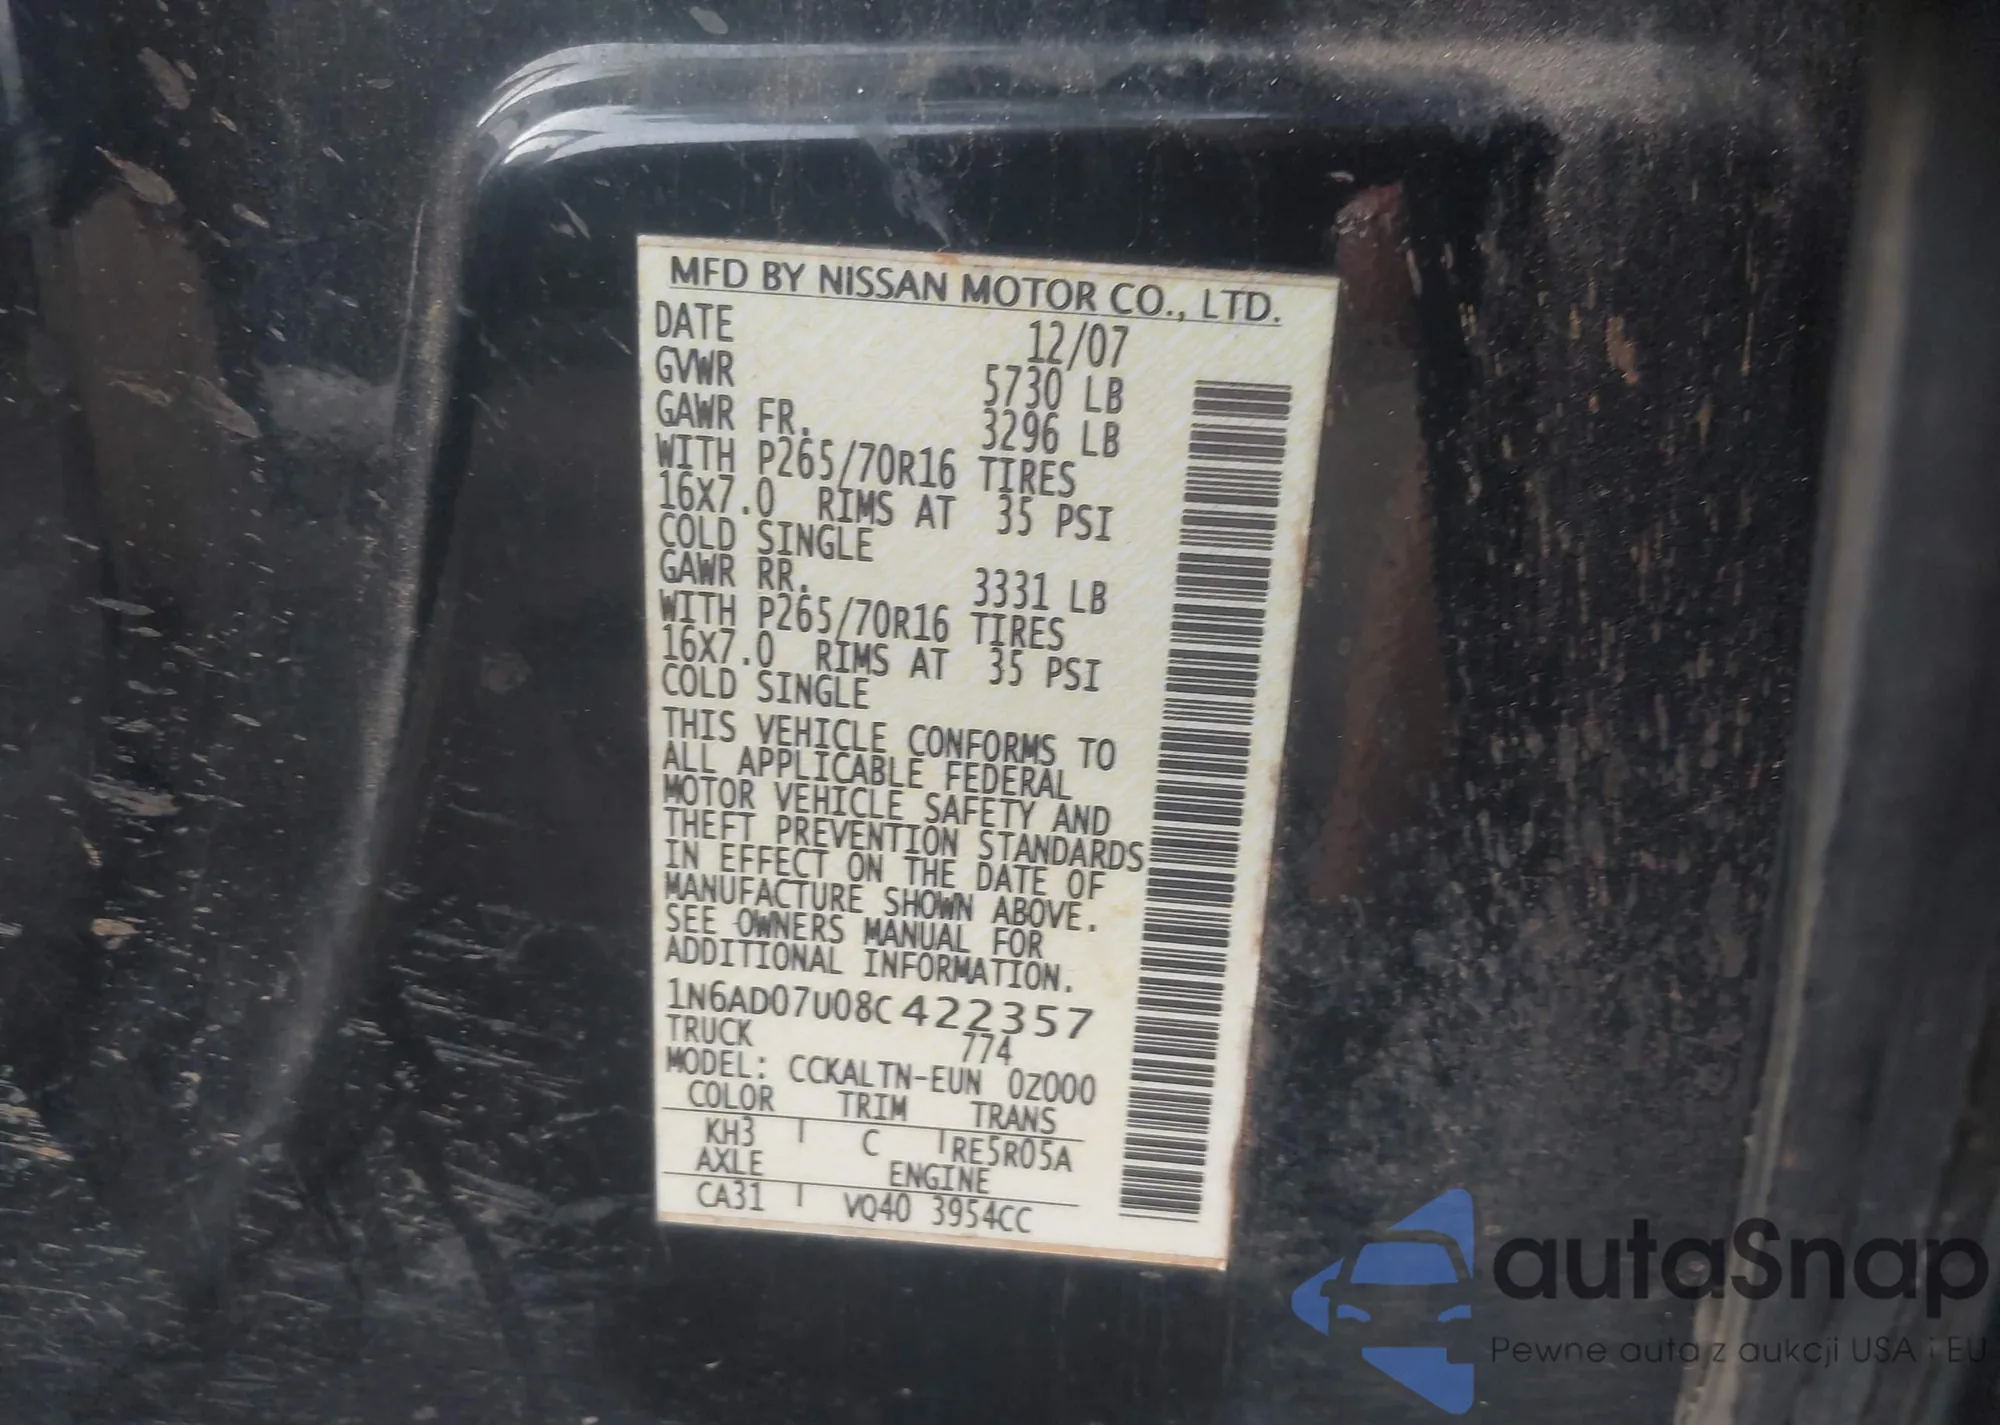 MFD BY NISSAN MOTOR CO., LTD.
DATE 12/07
GVWR 5730 LB
GAWR FR. 3296 LB
WITH P265/70R16 TIRES
16X7.0 RIMS AT 35 PSI
COLD SINGLE
GAWR RR. 3331 LB
WITH P265/70R16 TIRES
16X7.0 RIMS AT 35 PSI
COLD SINGLE
THIS VEHICLE CONFORMS TO
ALL APPLICABLE FEDERAL
MOTOR VEHICLE SAFETY AND
THEFT PREVENTION STANDARDS
IN EFFECT ON THE DATE OF
MANUFACTURE SHOWN ABOVE.
SEE OWNERS MANUAL FOR
ADDITIONAL INFORMATION.
1N6AD07U08C422357
TRUCK 774
MODEL: CCKALTN-EUN 0Z000
COLOR TRIM TRANS
KH3 C RE5R05A
AXLE ENGINE
CA31 VQ40 3954CC
autaSnap
Pewne auta z aukcji USA i EU